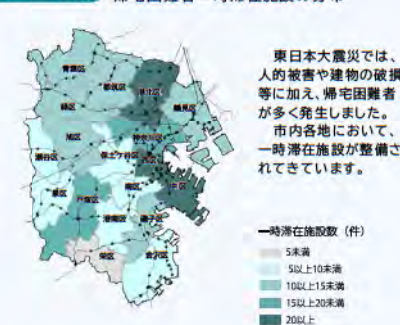 東日本大震災では、
人的被害や建物の破損
等に加え、帰宅困難者
が多く発生しました。
市内各地において、
一時滞在施設が整備さ
れてきています。
青葉区
都筑区
港北区
緑区
鶴見区
旭区
神奈川区
保土ケ谷区
瀬谷区
西区
中区
泉区
戸塚区
南区
港南区
磯子区
栄区
金沢区
一時滞在施設数（件）
5未満
5以上10未満
10以上15未満
15以上20未満
20以上